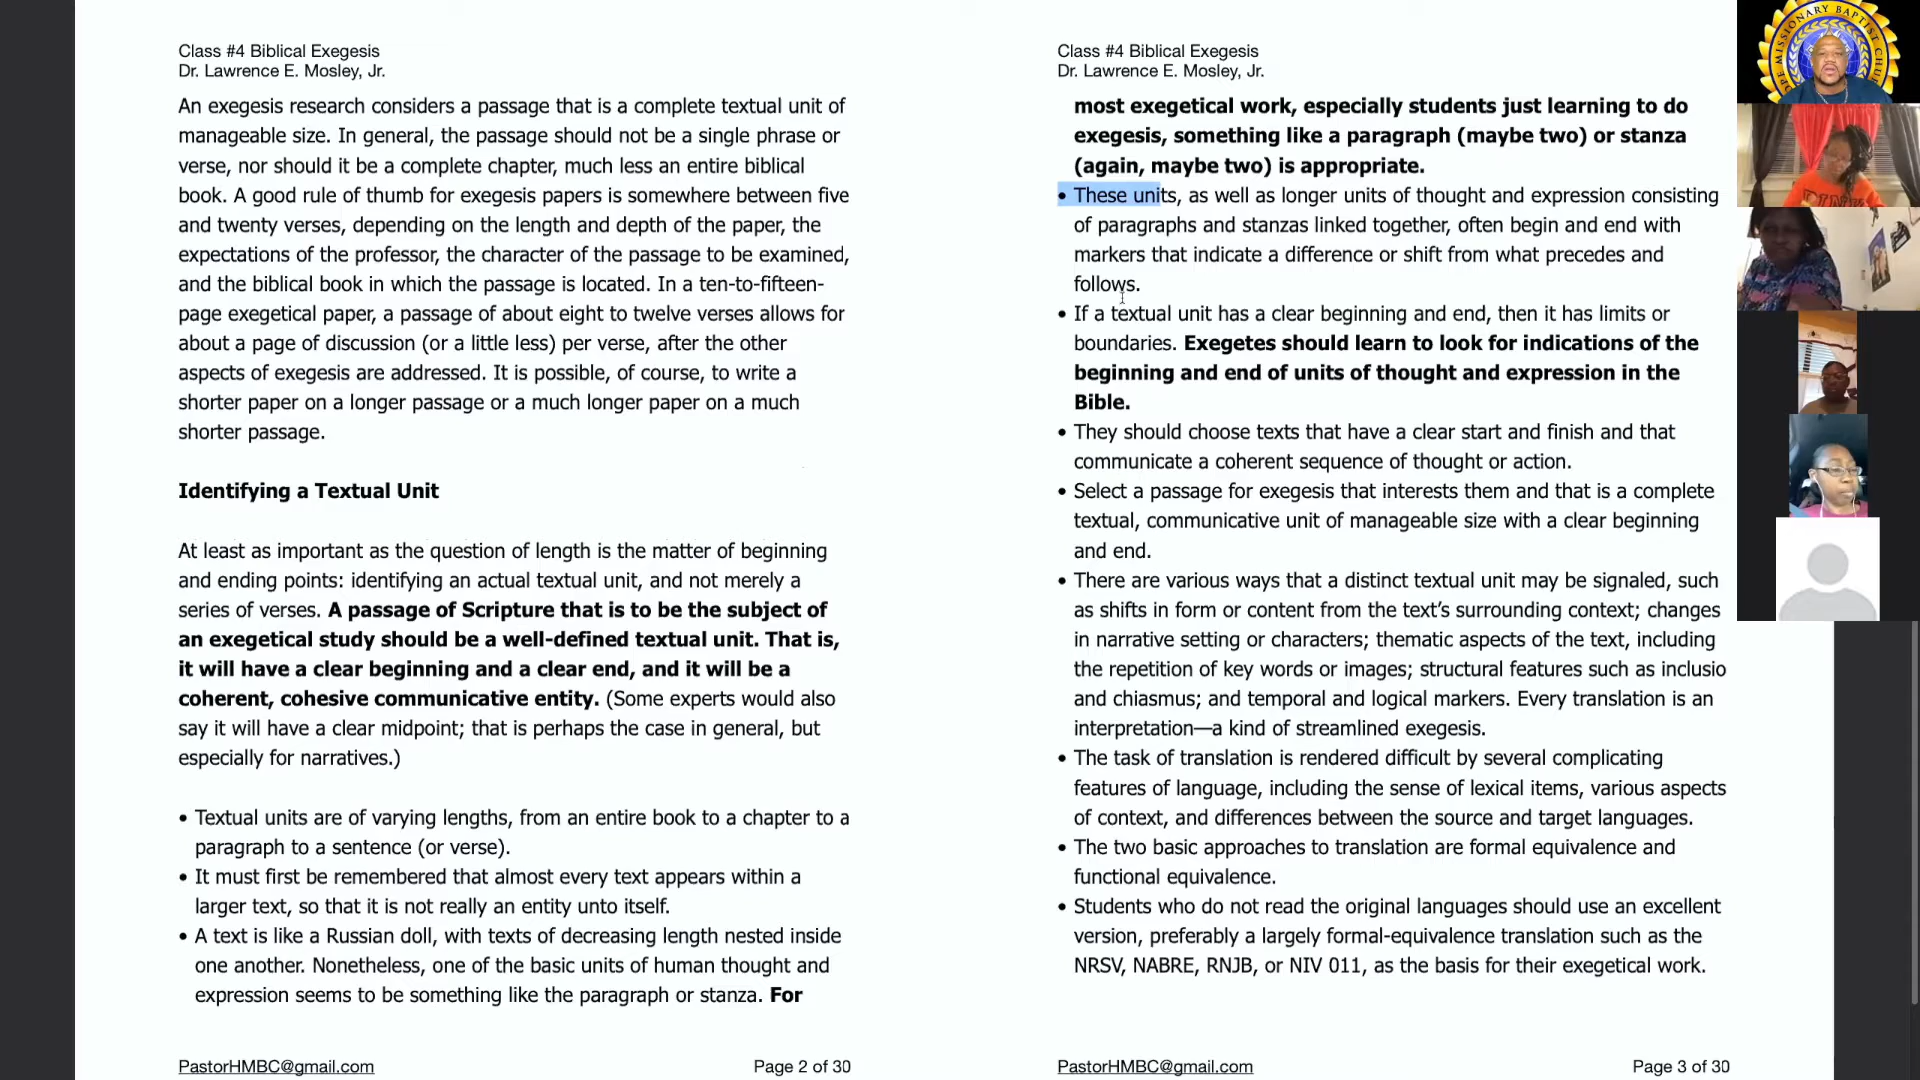 Class #4 Biblical Exegesis
Dr. Lawrence E. Mosley, Jr.
An exegesis research considers a passage that is a complete textual unit of
manageable size. In general, the passage should not be a single phrase or
verse, nor should it be a complete chapter, much less an entire biblical
book. A good rule of thumb for exegesis papers is somewhere between five
and twenty verses, depending on the length and depth of the paper, the
expectations of the professor, the character of the passage to be examined,
and the biblical book in which the passage is located. In a ten-to-fifteen-
page exegetical paper, a passage of about eight to twelve verses allows for
about a page of discussion (or a little less) per verse, after the other
aspects of exegesis are addressed. It is possible, of course, to write a
shorter paper on a longer passage or a much longer paper on a much
shorter passage.
Identifying a Textual Unit
At least as important as the question of length is the matter of beginning
and ending points: identifying an actual textual unit, and not merely a
series of verses. A passage of Scripture that is to be the subject of
an exegetical study should be a well-defined textual unit. That is,
it will have a clear beginning and a clear end, and it will be a
coherent, cohesive communicative entity. (Some experts would also
say it will have a clear midpoint; that is perhaps the case in general, but
especially for narratives.)
• Textual units are of varying lengths, from an entire book to a chapter to a
paragraph to a sentence (or verse).
• It must first be remembered that almost every text appears within a
larger text, so that it is not really an entity unto itself.
• A text is like a Russian doll, with texts of decreasing length nested inside
one another. Nonetheless, one of the basic units of human thought and
expression seems to be something like the paragraph or stanza. For
PastorHMBC@gmail.com
Page 2 of 30
Class #4 Biblical Exegesis
Dr. Lawrence E. Mosley, Jr.
most exegetical work, especially students just learning to do
exegesis, something like a paragraph (maybe two) or stanza
(again, maybe two) is appropriate.
• These units, as well as longer units of thought and expression consisting
of paragraphs and stanzas linked together, often begin and end with
markers that indicate a difference or shift from what precedes and
follows.
• If a textual unit has a clear beginning and end, then it has limits or
boundaries. Exegetes should learn to look for indications of the
beginning and end of units of thought and expression in the
Bible.
• They should choose texts that have a clear start and finish and that
communicate a coherent sequence of thought or action.
• Select a passage for exegesis that interests them and that is a complete
textual, communicative unit of manageable size with a clear beginning
and end.
• There are various ways that a distinct textual unit may be signaled, such
as shifts in form or content from the text's surrounding context; changes
in narrative setting or characters; thematic aspects of the text, including
the repetition of key words or images; structural features such as inclusio
and chiasmus; and temporal and logical markers. Every translation is an
interpretation—a kind of streamlined exegesis.
• The task of translation is rendered difficult by several complicating
features of language, including the sense of lexical items, various aspects
of context, and differences between the source and target languages.
• The two basic approaches to translation are formal equivalence and
functional equivalence.
• Students who do not read the original languages should use an excellent
version, preferably a largely formal-equivalence translation such as the
NRSV, NABRE, RNJB, or NIV 011, as the basis for their exegetical work.
PastorHMBC@gmail.com
Page 3 of 30
MISSIONARY BAPTIST